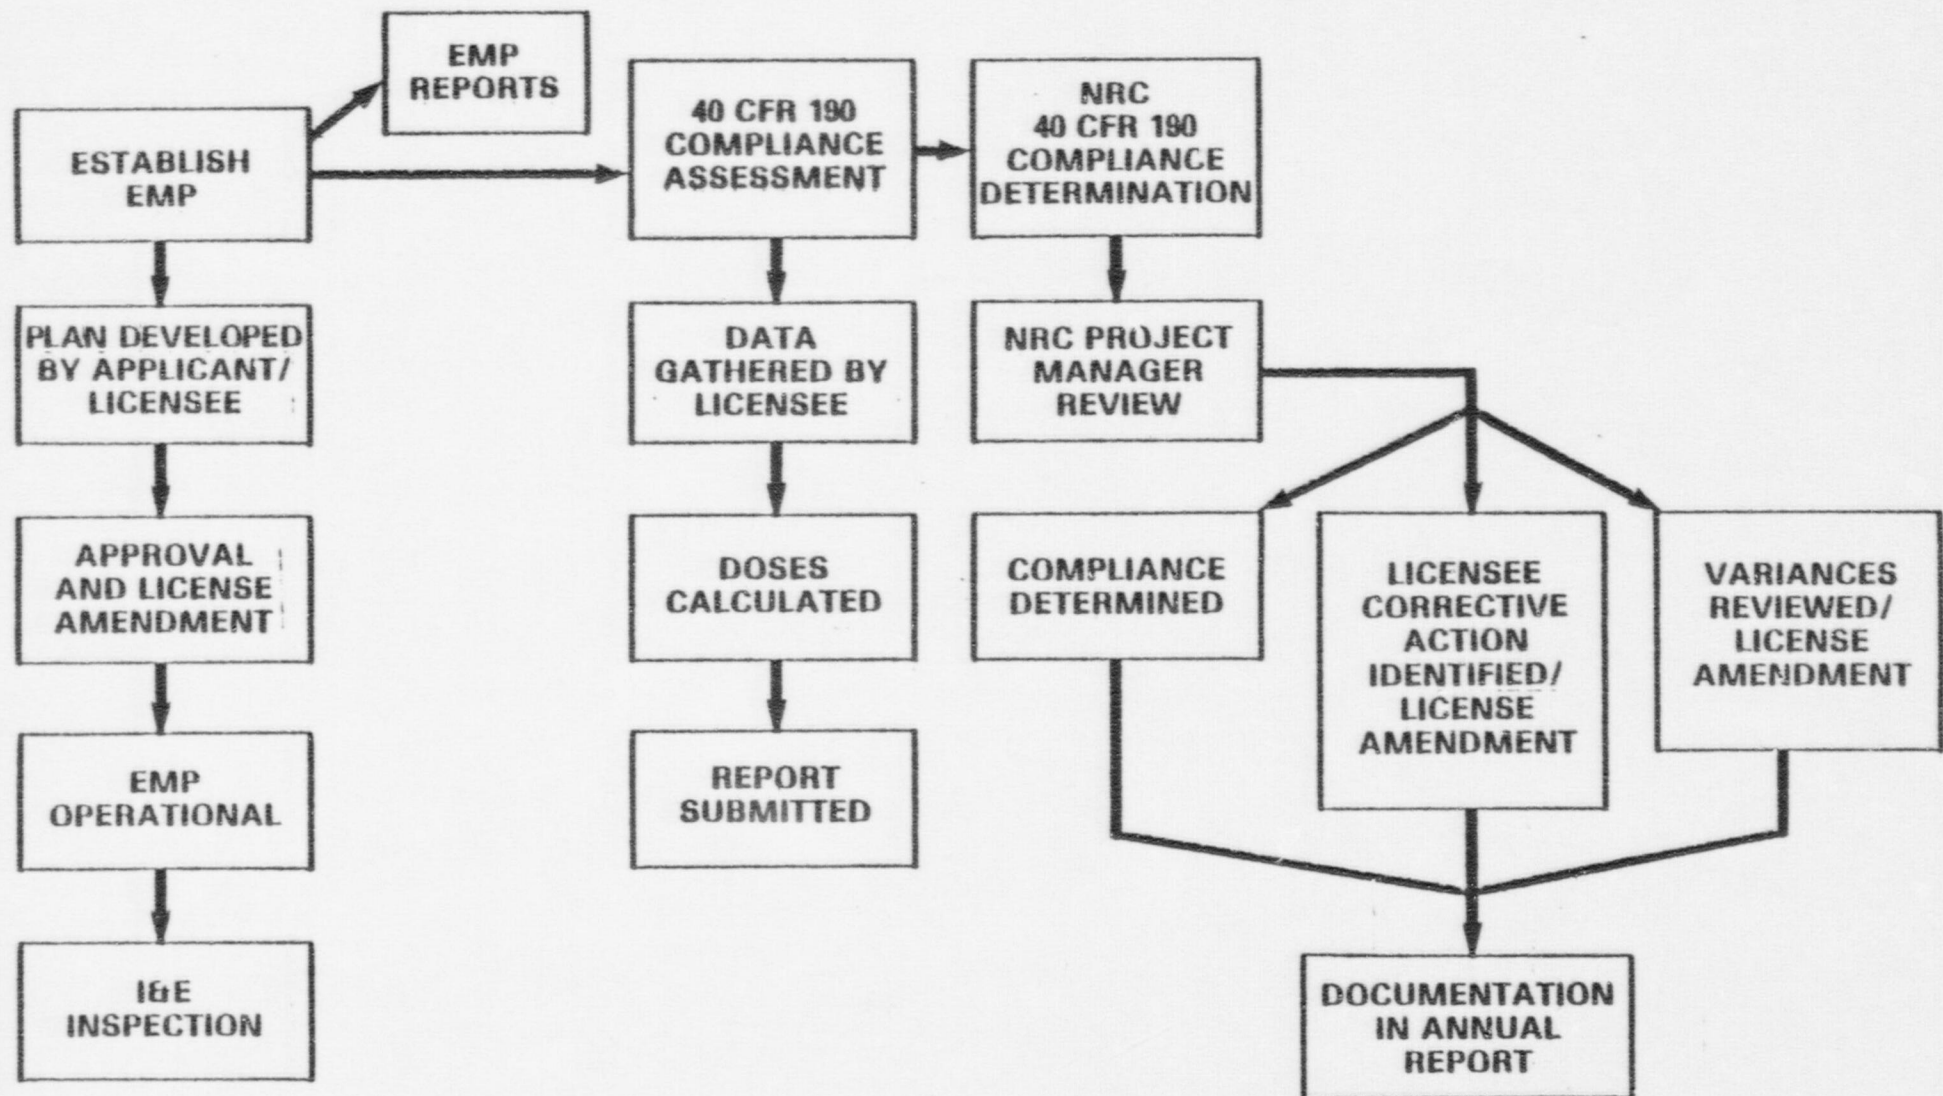 EMP
REPORTS
ESTABLISH
EMP
40 CFR 190
COMPLIANCE
ASSESSMENT
NRC
40 CFR 190
COMPLIANCE
DETERMINATION
PLAN DEVELOPED
BY APPLICANT/
LICENSEE
DATA
GATHERED BY
LICENSEE
NRC PROJECT
MANAGER
REVIEW
APPROVAL
AND LICENSE
AMENDMENT
DOSES
CALCULATED
COMPLIANCE
DETERMINED
LICENSEE
CORRECTIVE
ACTION
IDENTIFIED/
LICENSE
AMENDMENT
VARIANCES
REVIEWED/
LICENSE
AMENDMENT
EMP
OPERATIONAL
REPORT
SUBMITTED
I&E
INSPECTION
DOCUMENTATION
IN ANNUAL
REPORT